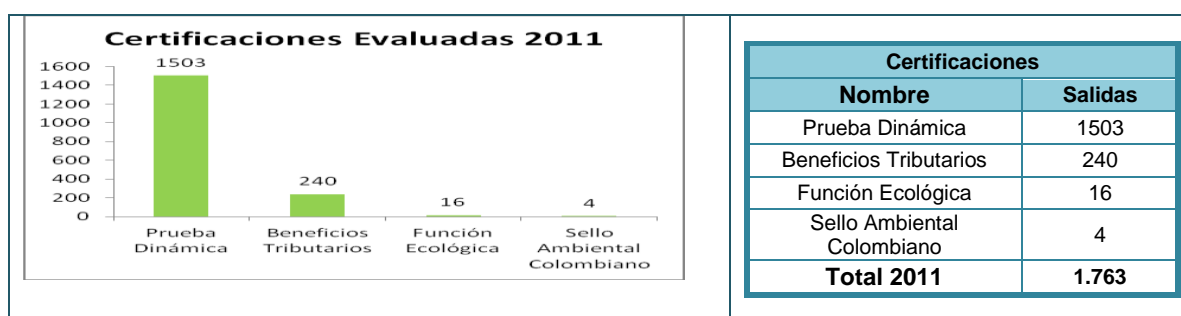 Certificaciones Evaluadas 2011
1600
1400
1200
1000
800
600
400
200
0
1503
240
16
4
Prueba
Dinámica
Beneficios
Tributarios
Función
Ecológica
Sello
Ambiental
Colombiano
Certificaciones
Nombre Salidas
Prueba Dinámica 1503
Beneficios Tributarios 240
Función Ecológica 16
Sello Ambiental
Colombiano 4
Total 2011 1.763